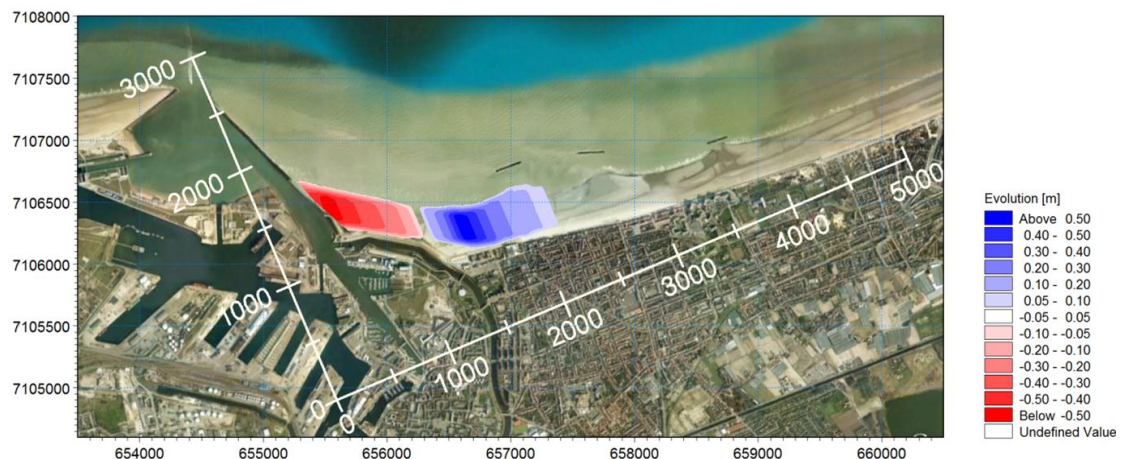 7108000
7107500
7107000
7106500
7106000
7105500
7105000
654000
655000
656000
657000
658000
659000
660000
3000
2000
1000
0
0
1000
2000
3000
4000
5000
Evolution [m]
Above 0.50
0.40 - 0.50
0.30 - 0.40
0.20 - 0.30
0.10 - 0.20
0.05 - 0.10
-0.05 - 0.05
-0.10 - -0.05
-0.20 - -0.10
-0.30 - -0.20
-0.40 - -0.30
-0.50 - -0.40
Below -0.50
Undefined Value